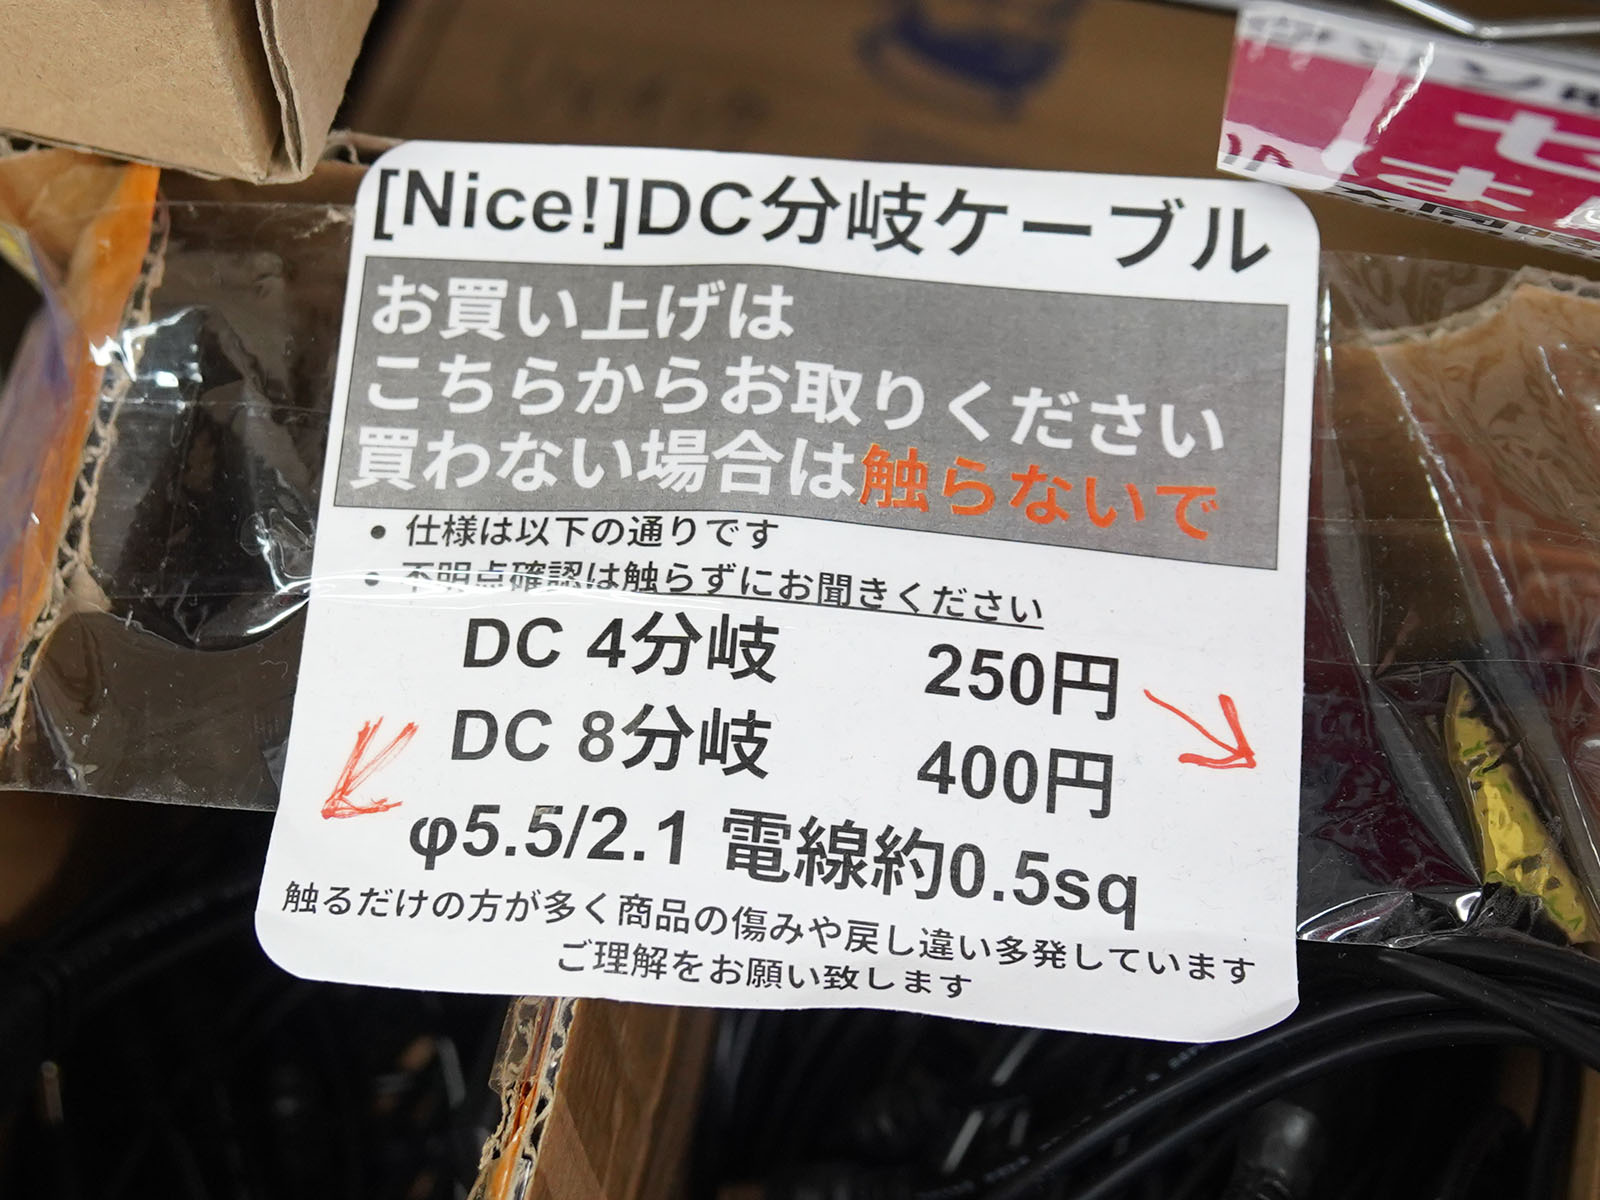 [Nice!]DC分岐ケーブル
お買い上げは
こちらからお取りください
買わない場合は触らないで
• 仕様は以下の通りです
• 不明点確認は触らずにお聞きください
DC 4分岐 250円
DC 8分岐 400円
φ5.5/2.1 電線約0.5sq
触るだけの方が多く商品の傷みや戻し違い多発しています
ご理解をお願い致します